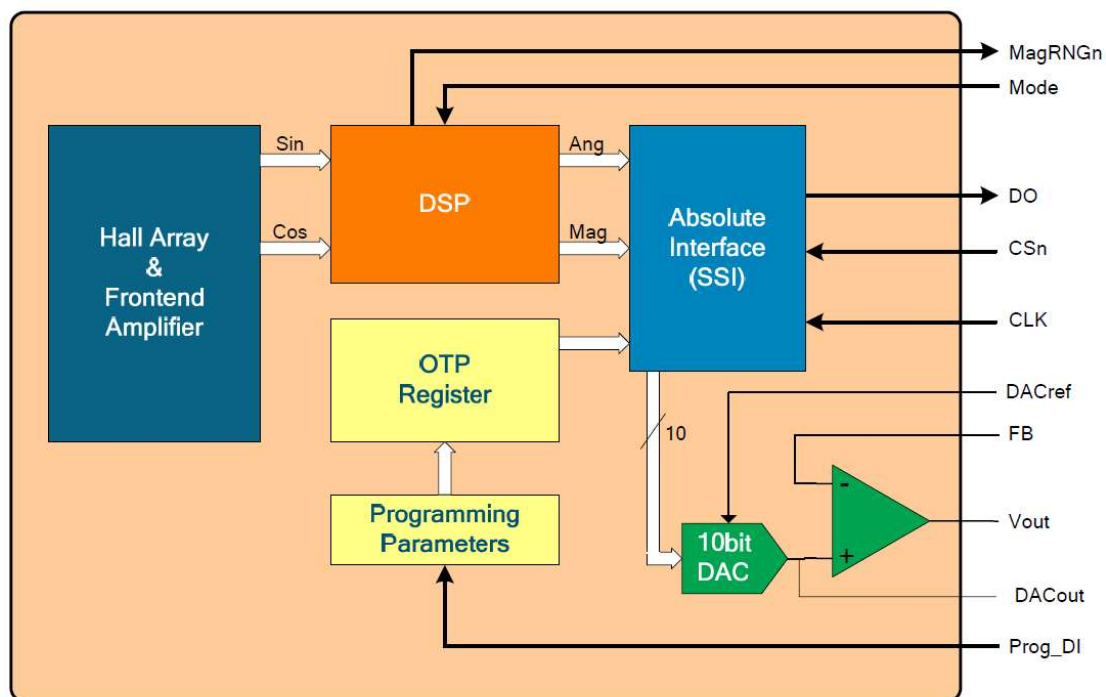 MagRNGn
Mode
Sin
Ang
DSP
Hall Array
&
Frontend
Amplifier
Cos
Mag
Absolute
Interface
(SSI)
DO
CSn
CLK
OTP
Register
DACref
10
FB
-
Programming
Parameters
10bit
DAC
+
Vout
DACout
Prog_DI